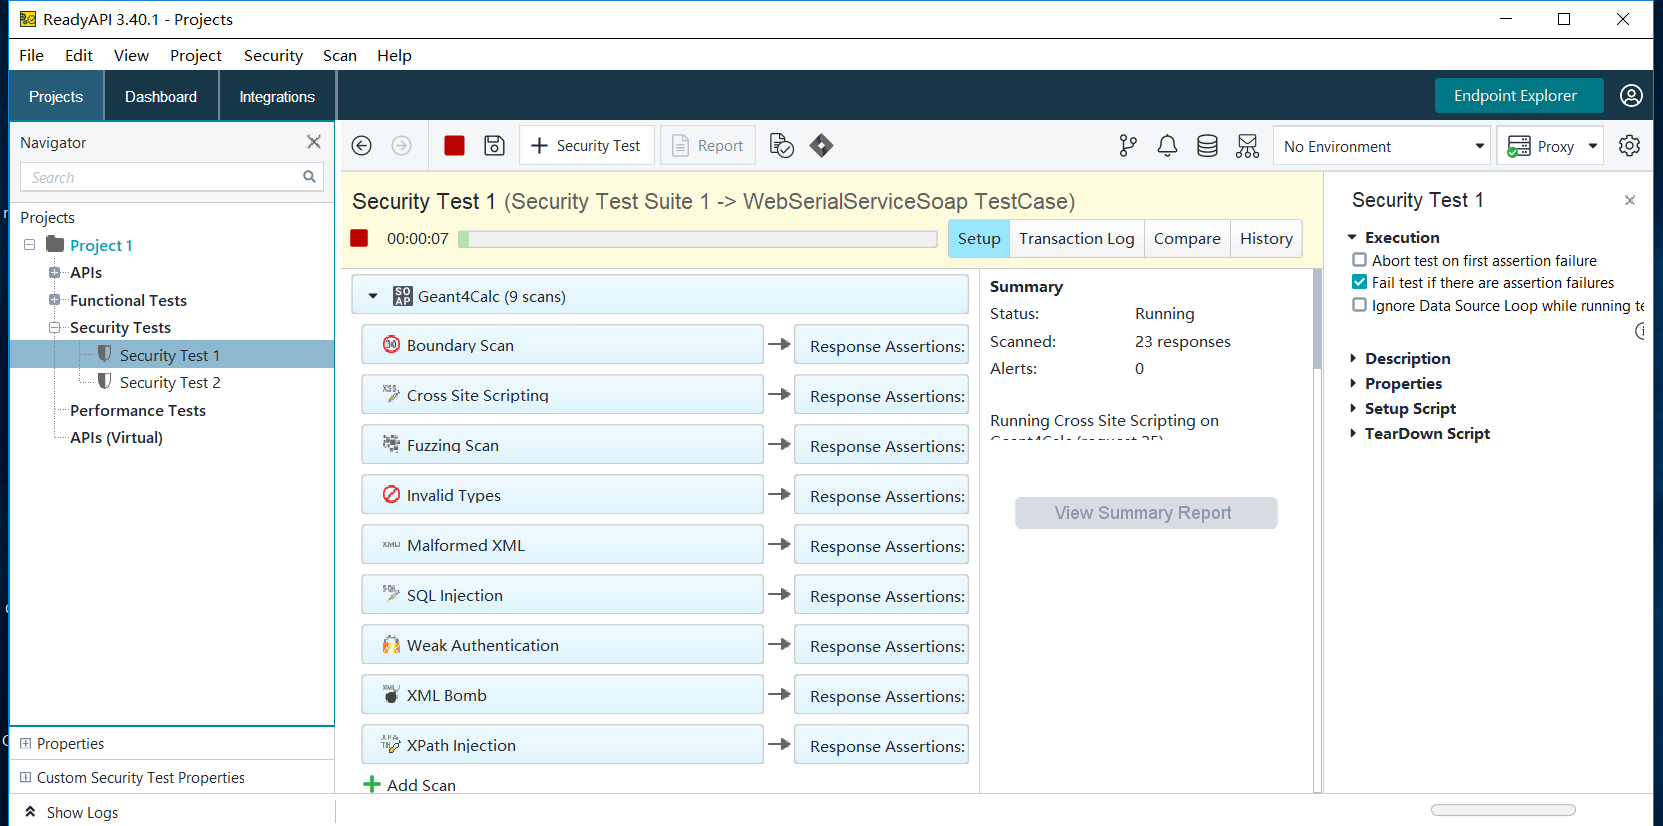 ReadyAPI 3.40.1 - Projects
File Edit View Project Security Scan Help
Projects Dashboard Integrations
Endpoint Explorer
Navigator
Search
Projects
Project 1
APIs
Functional Tests
Security Tests
Security Test 1
Security Test 2
Performance Tests
APIs (Virtual)
Properties
Custom Security Test Properties
Show Logs
Security Test
Report
No Environment
Proxy
Security Test 1 (Security Test Suite 1 -> WebSerialServiceSoap TestCase)
00:00:07
Setup Transaction Log Compare History
SO
AP
Geant4Calc (9 scans)
Boundary Scan
Response Assertions:
XSS
Cross Site Scripting
Response Assertions:
Fuzzing Scan
Response Assertions:
Invalid Types
Response Assertions:
Malformed XML
Response Assertions:
SQL Injection
Response Assertions:
Weak Authentication
Response Assertions:
XML Bomb
Response Assertions:
XPath Injection
Response Assertions:
Add Scan
Summary
Status: Running
Scanned: 23 responses
Alerts: 0
Running Cross Site Scripting on
Geant4Calc (request 25)
View Summary Report
Security Test 1
Execution
Abort test on first assertion failure
Fail test if there are assertion failures
Ignore Data Source Loop while running te
Description
Properties
Setup Script
TearDown Script